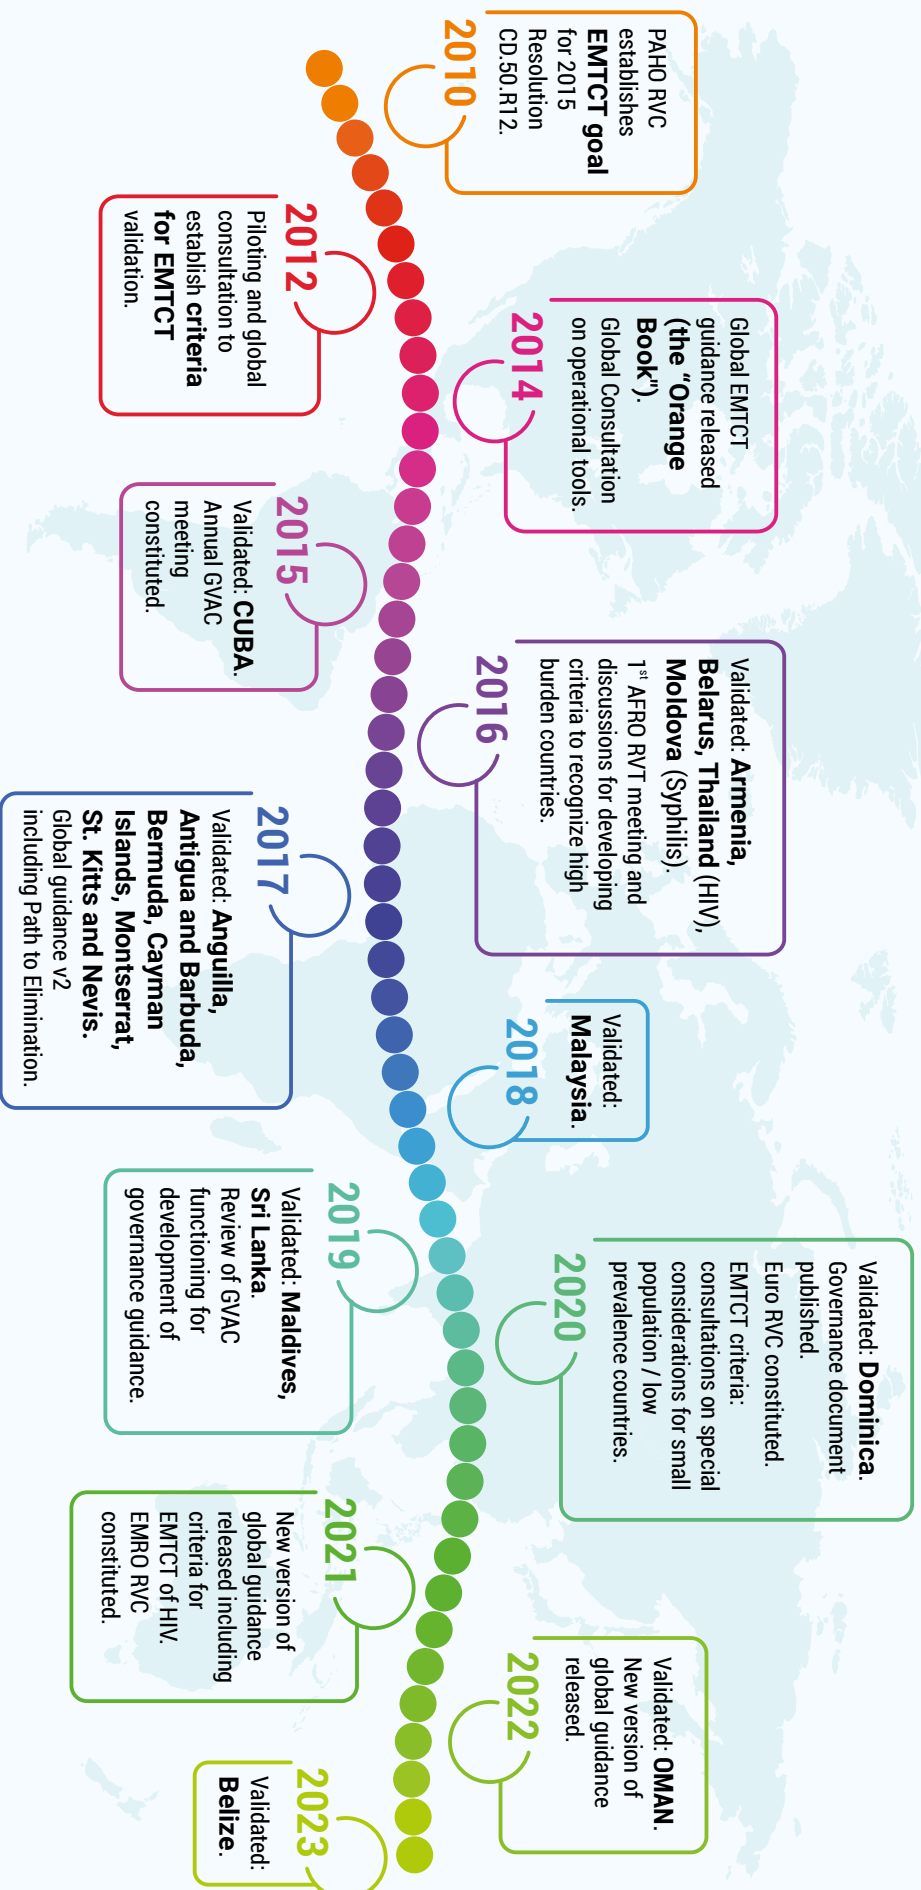 2010
PAHO RVC
establishes
EMTCT goal
for 2015
Resolution
CD.50.R12.
2012
Piloting and global
consultation to
establish criteria
for EMTCT
validation.
2014
Global EMTCT
guidance released
(the “Orange
Book").
Global Consultation
on operational tools.
2015
Validated: CUBA.
Annual GVAC
meeting
constituted.
2016
Validated: Armenia,
Belarus, Thailand (HIV),
Moldova (Syphilis).
1st AFRO RVT meeting and
discussions for developing
criteria to recognize high
burden countries.
2017
Validated: Anguilla,
Antigua and Barbuda,
Bermuda, Cayman
Islands, Montserrat,
St. Kitts and Nevis.
Global guidance v2
including Path to Elimination.
2018
Validated:
Malaysia.
2019
Validated: Maldives,
Sri Lanka.
Review of GVAC
functioning for
development of
governance guidance.
2020
Validated: Dominica.
Governance document
published.
Euro RVC constituted.
EMTCT criteria:
consultations on special
considerations for small
population / low
prevalence countries.
2021
New version of
global guidance
released including
criteria for
EMTCT of HIV.
EMRO RVC
constituted.
2022
Validated: OMAN.
New version of
global guidance
released.
2023
Validated:
Belize.